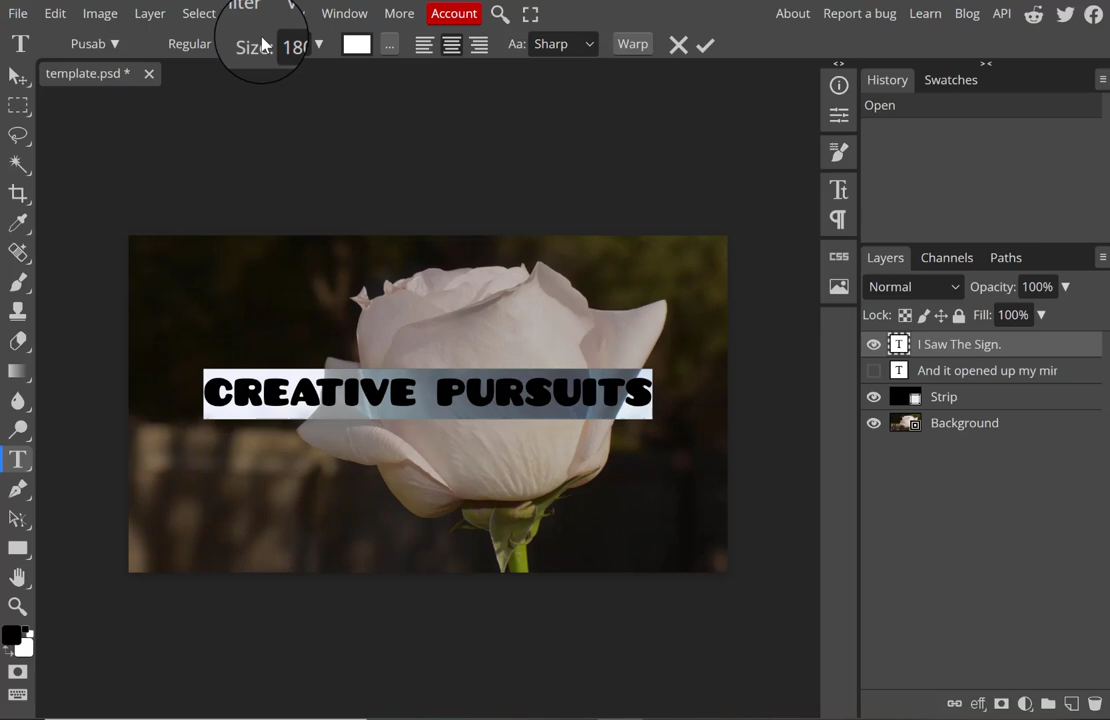 File Edit Image Layer Select Window More Account About Report a bug Learn Blog API
Pusab Regular Size: ... Aa: Sharp Warp
template.psd *
History Swatches
Open
CSS
Layers Channels Paths
Normal Opacity: 100%
Lock: Fill: 100%
I Saw The Sign.
And it opened up my mir
Strip
Background
CREATIVE PURSUITS
eff